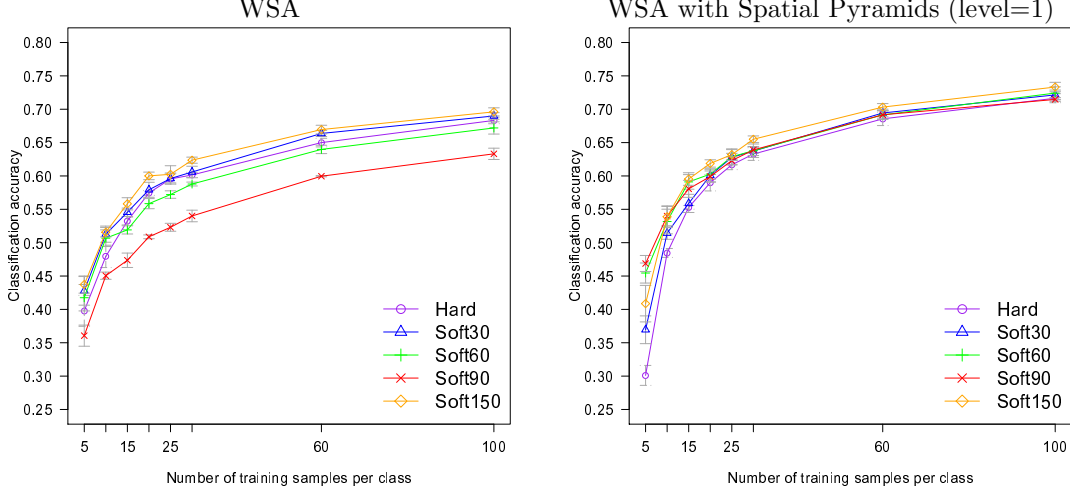 WSA
0.80
0.75
0.70
0.65
0.60
0.55
0.50
0.45
0.40
0.35
0.30
0.25
Classification accuracy
Hard
Soft30
Soft60
Soft90
Soft150
5
15
25
60
100
Number of training samples per class
WSA with Spatial Pyramids (level=1)
0.80
0.75
0.70
0.65
0.60
0.55
0.50
0.45
0.40
0.35
0.30
0.25
Classification accuracy
Hard
Soft30
Soft60
Soft90
Soft150
5
15
25
60
100
Number of training samples per class